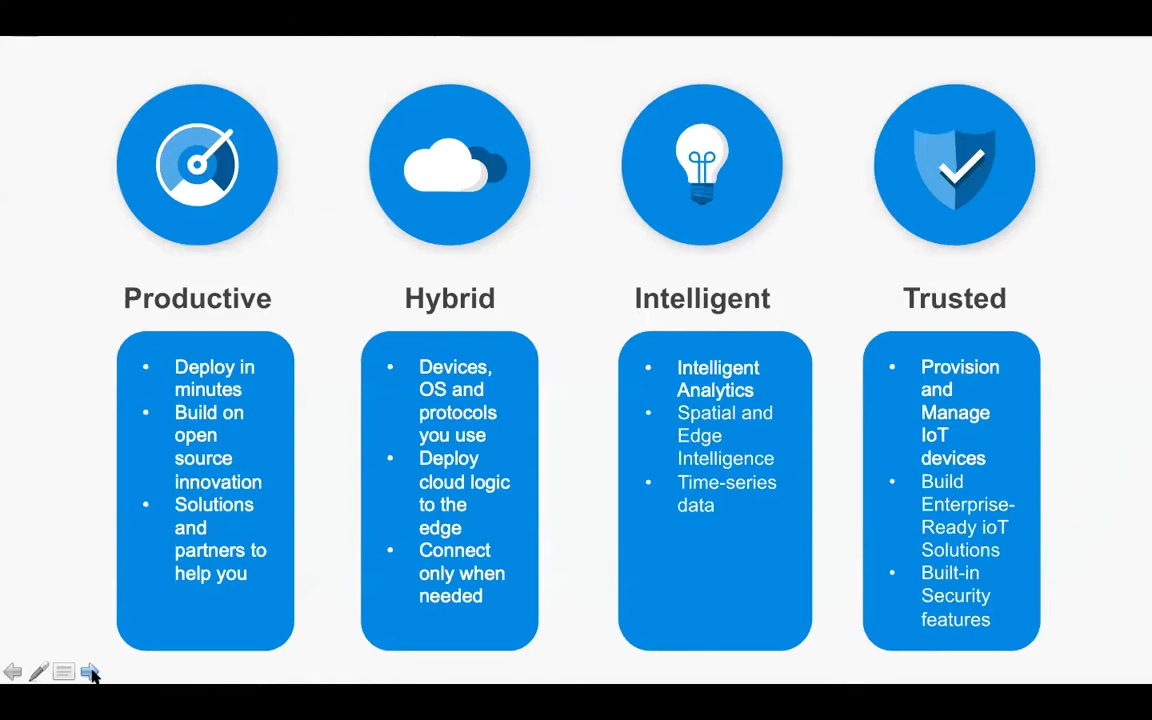 Productive
Hybrid
Intelligent
Trusted
• Deploy in
minutes
• Build on
open
source
innovation
• Solutions
and
partners to
help you
• Devices,
OS and
protocols
you use
• Deploy
cloud logic
to the
edge
• Connect
only when
needed
• Intelligent
Analytics
• Spatial and
Edge
Intelligence
• Time-series
data
• Provision
and
Manage
IoT
devices
• Build
Enterprise-
Ready ioT
Solutions
• Built-in
Security
features